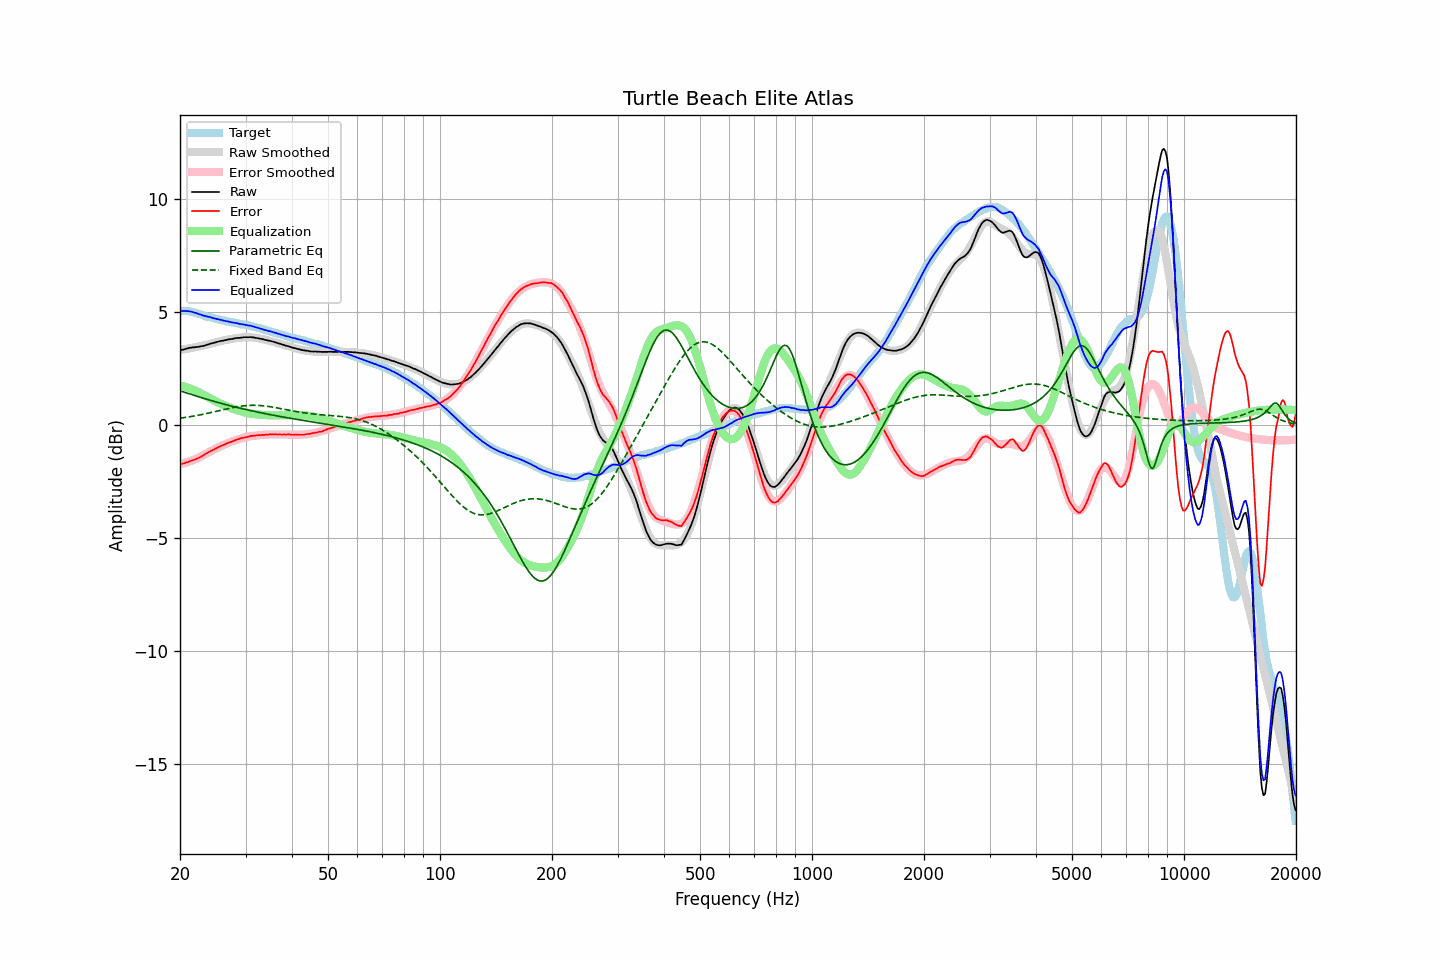 Turtle Beach Elite Atlas
Target
Raw Smoothed
Error Smoothed
Raw
Error
Equalization
Parametric Eq
Fixed Band Eq
Equalized
10
5
0
−5
−10
−15
Amplitude (dBr)
20 50 100 200 500 1000 2000 5000 10000 20000
Frequency (Hz)